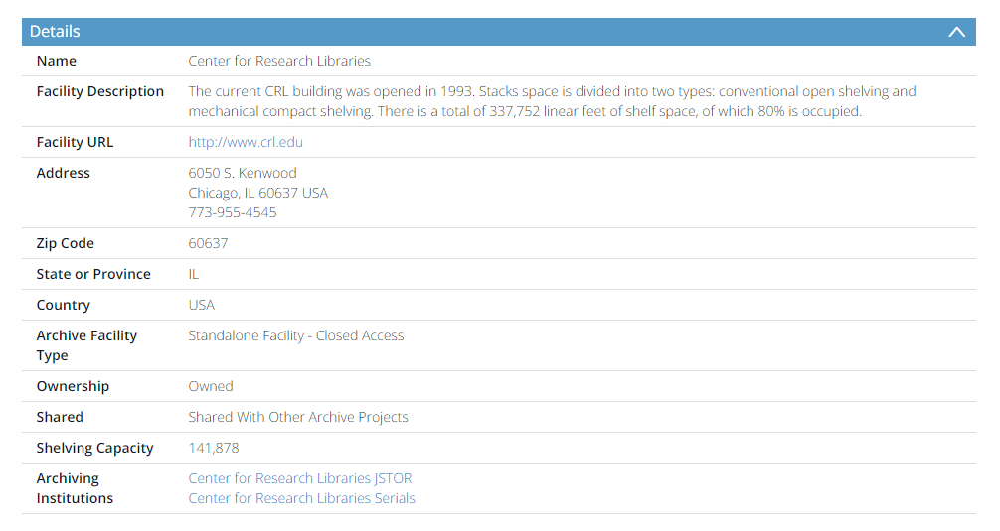 Details
Name Center for Research Libraries
Facility Description The current CRL building was opened in 1993. Stacks space is divided into two types: conventional open shelving and
mechanical compact shelving. There is a total of 337,752 linear feet of shelf space, of which 80% is occupied.
Facility URL http://www.crl.edu
Address 6050 S. Kenwood
Chicago, IL 60637 USA
773-955-4545
Zip Code 60637
State or Province IL
Country USA
Archive Facility Standalone Facility - Closed Access
Type
Ownership Owned
Shared Shared With Other Archive Projects
Shelving Capacity 141,878
Archiving Center for Research Libraries JSTOR
Institutions Center for Research Libraries Serials